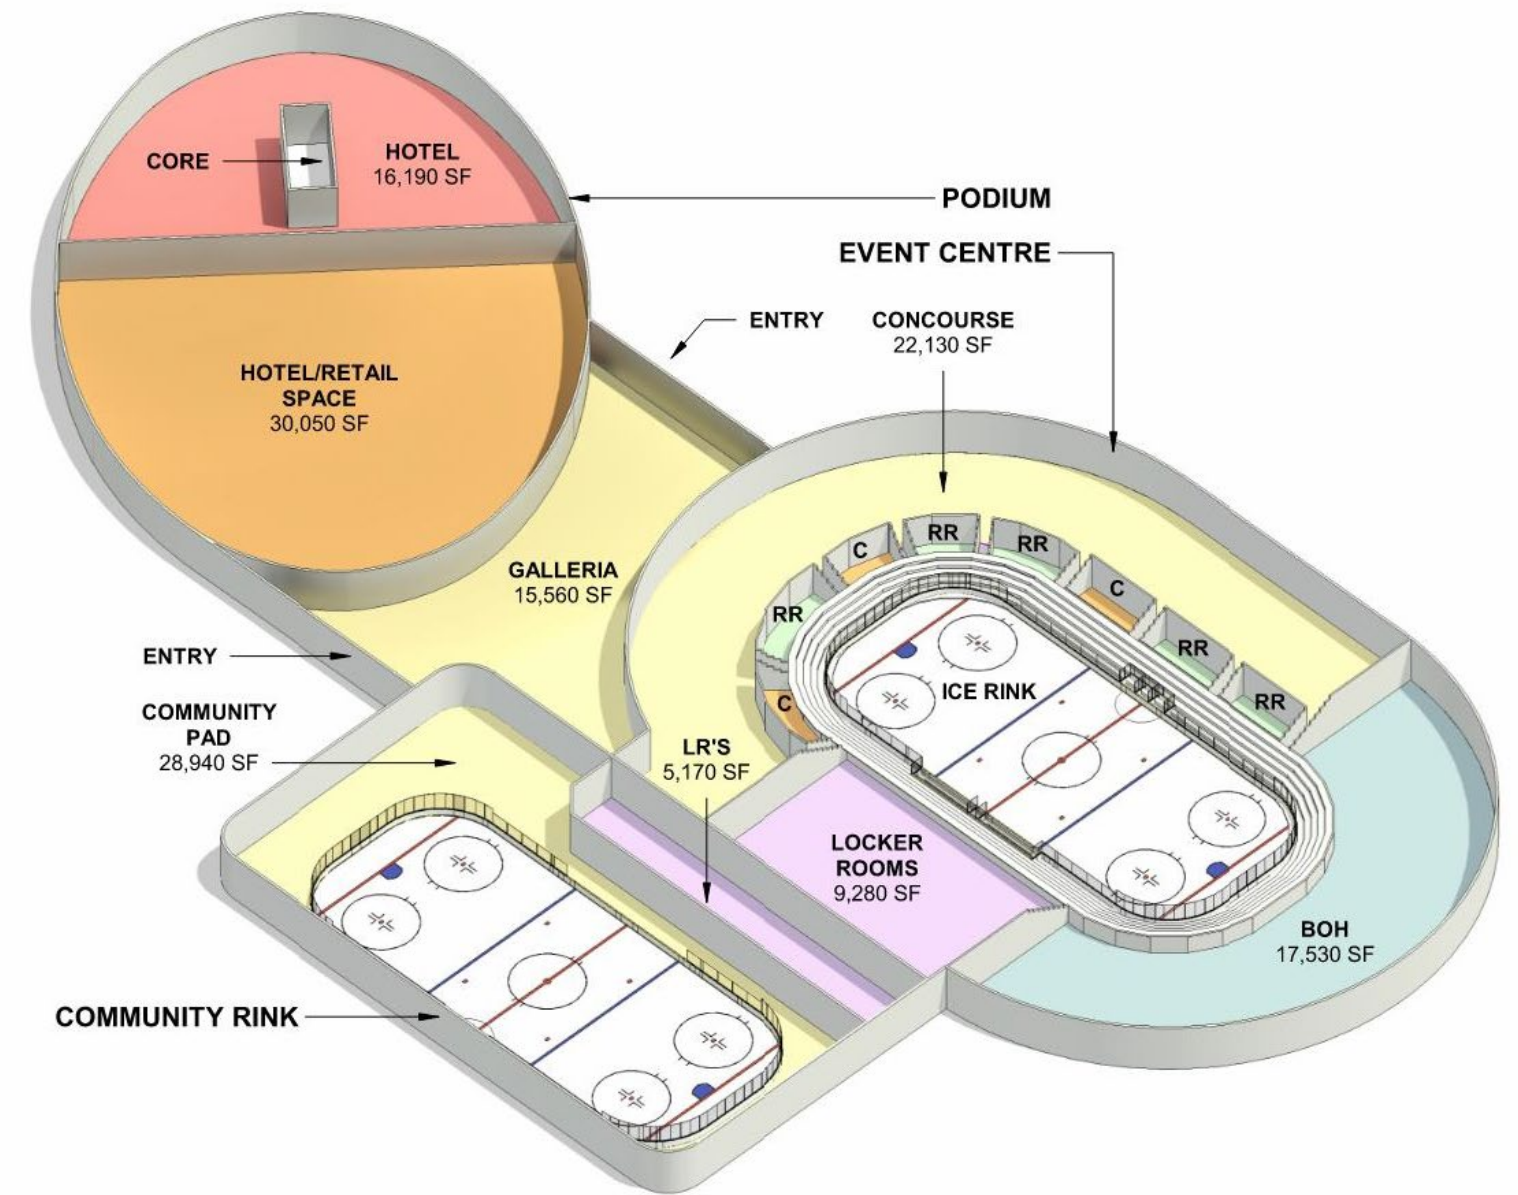 CORE
HOTEL
16,190 SF
PODIUM
EVENT CENTRE
ENTRY
CONCOURSE
22,130 SF
HOTEL/RETAIL
SPACE
30,050 SF
RR
RR
C
C
GALLERIA
15,560 SF
RR
RR
ENTRY
ICE RINK
RR
C
COMMUNITY
PAD
28,940 SF
LR'S
5,170 SF
LOCKER
ROOMS
9,280 SF
BOH
17,530 SF
COMMUNITY RINK